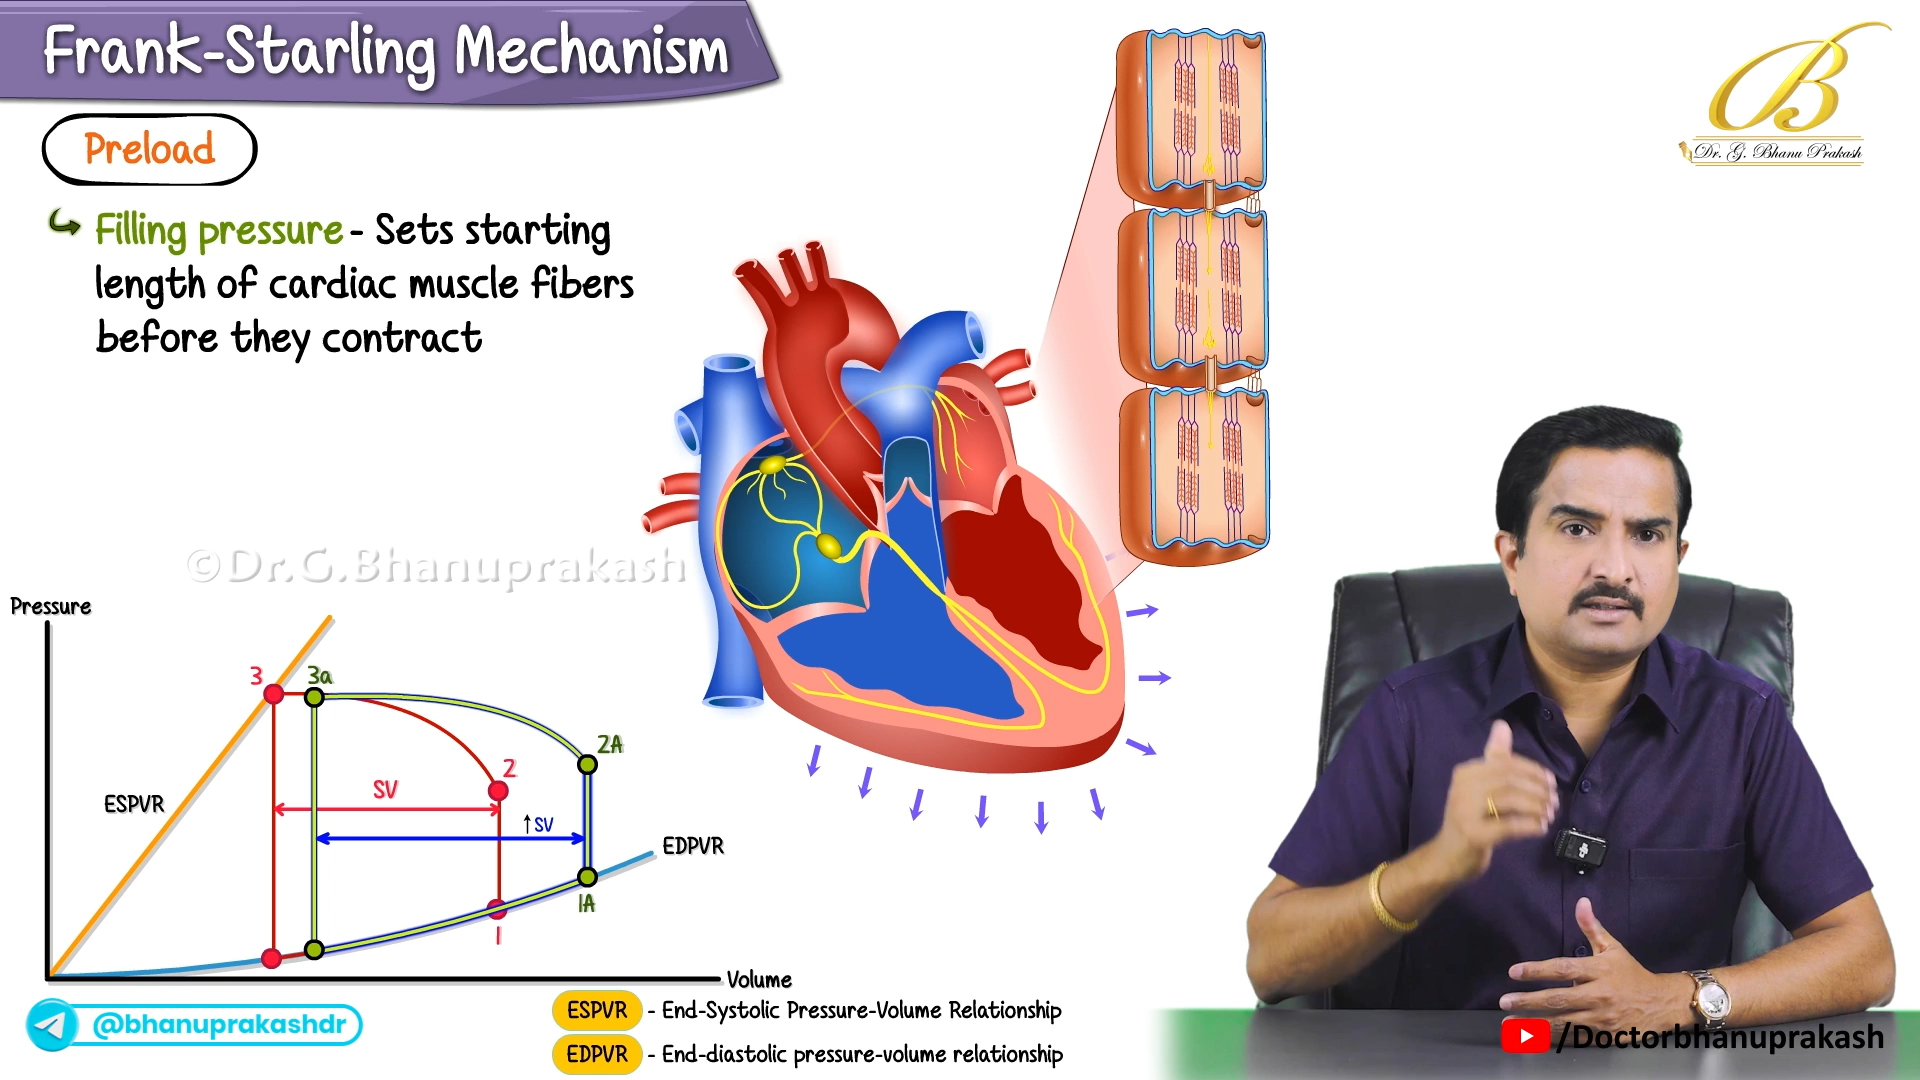 Frank-Starling Mechanism
Preload
Filling pressure - Sets starting
length of cardiac muscle fibers
before they contract
B
Dr. G. Bhanu Prakash
©Dr.G.Bhanuprakash
Pressure
3
3a
2A
2
SV
ESPVR
↑SV
EDPVR
1A
1
Volume
ESPVR - End-Systolic Pressure-Volume Relationship
EDPVR - End-diastolic pressure-volume relationship
@bhanuprakashdr
/Doctorbhanuprakash